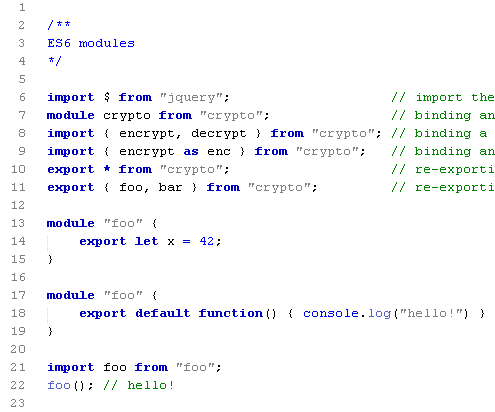 1
2 /**
3 ES6 modules
4 */
5
6 import $ from "jquery"; // import the
7 module crypto from "crypto"; // binding an
8 import { encrypt, decrypt } from "crypto"; // binding a
9 import { encrypt as enc } from "crypto"; // binding an
10 export * from "crypto"; // re-exporti
11 export { foo, bar } from "crypto"; // re-exporti
12
13 module "foo" {
14 export let x = 42;
15 }
16
17 module "foo" {
18 export default function() { console.log("hello!") }
19 }
20
21 import foo from "foo";
22 foo(); // hello!
23